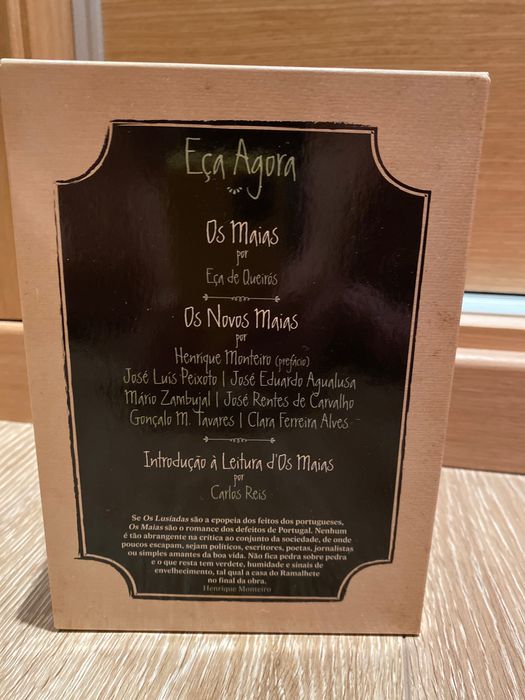 Eça Agora
Os Maias
por
Eça de Queirós
Os Novos Maias
por
Henrique Monteiro (prefácio)
José Luís Peixoto | José Eduardo Agualusa
Mário Zambujal | José Rentes de Carvalho
Gonçalo M. Tavares | Clara Ferreira Alves
Introdução à Leitura d'Os Maias
por
Carlos Reis
Se Os Lusíadas são a epopeia dos feitos dos portugueses,
Os Maias são o romance dos defeitos de Portugal. Nenhum
é tão abrangente na crítica ao conjunto da sociedade, de onde
poucos escapam, sejam políticos, escritores, poetas, jornalistas
ou simples amantes da boa vida. Não fica pedra sobre pedra
e o que resta tem verdete, humidade e sinais de
envelhecimento, tal qual a casa do Ramalhete
no final da obra.
Henrique Monteiro